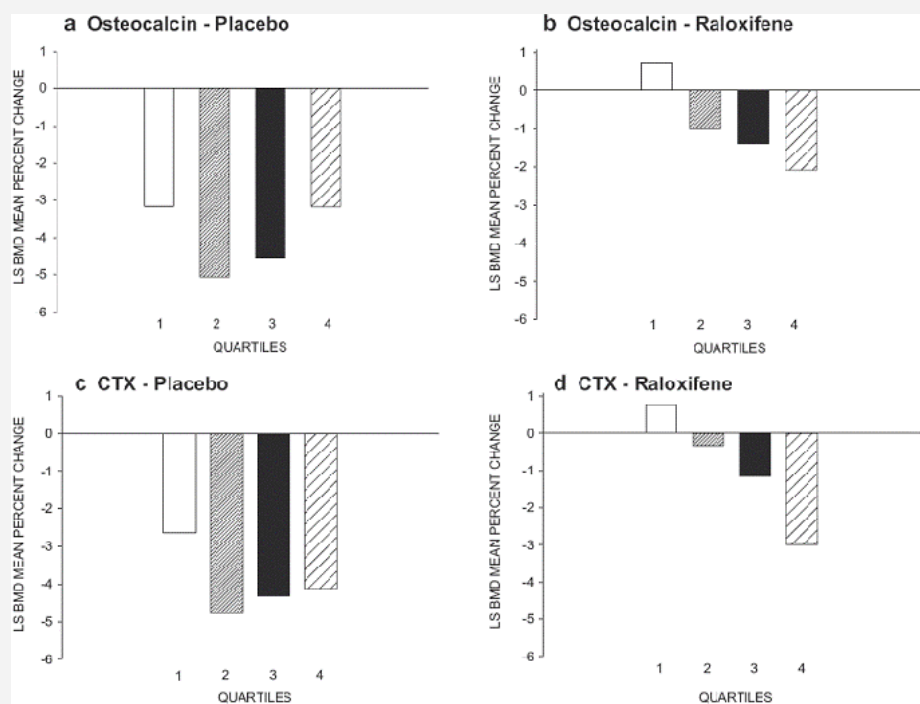 a Osteocalcin - Placebo
LS BMD MEAN PERCENT CHANGE
1
0
-1
-2
-3
-4
-5
6
1 2 3 4
QUARTILES
b Osteocalcin - Raloxifene
LS BMD MEAN PERCENT CHANGE
1
0
-1
-2
-3
-4
-5
-6
1 2 3 4
QUARTILES
c CTX - Placebo
LS BMD MEAN PERCENT CHANGE
1
0
-1
-2
-3
-4
-5
-6
1 2 3 4
QUARTILES
d CTX - Raloxifene
LS BMD MEAN PERCENT CHANGE
1
0
-1
-2
-3
-4
-5
-6
1 2 3 4
QUARTILES